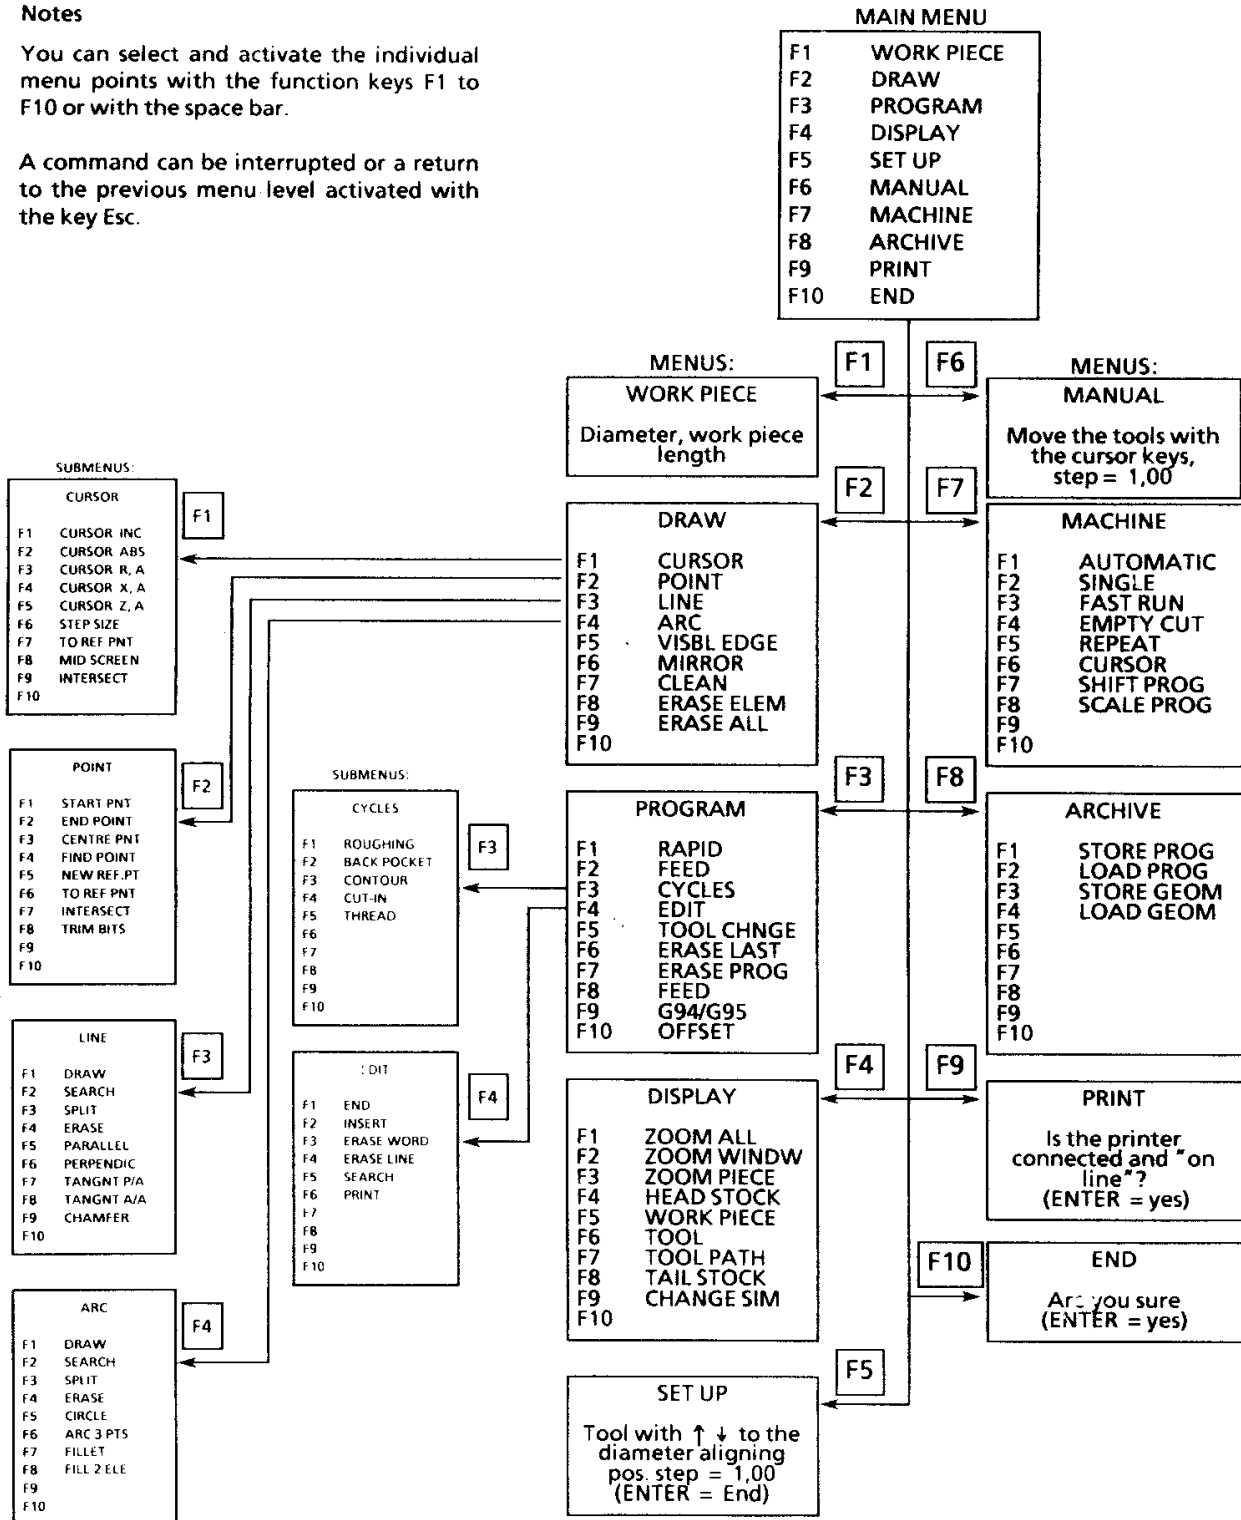 Notes
You can select and activate the individual
menu points with the function keys F1 to
F10 or with the space bar.
A command can be interrupted or a return
to the previous menu level activated with
the key Esc.
MAIN MENU
F1 WORK PIECE
F2 DRAW
F3 PROGRAM
F4 DISPLAY
F5 SET UP
F6 MANUAL
F7 MACHINE
F8 ARCHIVE
F9 PRINT
F10 END
MENUS:
F1
WORK PIECE
Diameter, work piece
length
F6
MENUS:
MANUAL
Move the tools with
the cursor keys,
step = 1,00
F2
DRAW
F1 CURSOR
F2 POINT
F3 LINE
F4 ARC
F5 VISBL EDGE
F6 MIRROR
F7 CLEAN
F8 ERASE ELEM
F9 ERASE ALL
F10
F7
MACHINE
F1 AUTOMATIC
F2 SINGLE
F3 FAST RUN
F4 EMPTY CUT
F5 REPEAT
F6 CURSOR
F7 SHIFT PROG
F8 SCALE PROG
F9
F10
SUBMENUS:
CURSOR
F1
F1 CURSOR INC
F2 CURSOR ABS
F3 CURSOR R, A
F4 CURSOR X, A
F5 CURSOR Z, A
F6 STEP SIZE
F7 TO REF PNT
F8 MID SCREEN
F9 INTERSECT
F10
POINT
F2
F1 START PNT
F2 END POINT
F3 CENTRE PNT
F4 FIND POINT
F5 NEW REF.PT
F6 TO REF PNT
F7 INTERSECT
F8 TRIM BITS
F9
F10
LINE
F3
F1 DRAW
F2 SEARCH
F3 SPLIT
F4 ERASE
F5 PARALLEL
F6 PERPENDIC
F7 TANGNT P/A
F8 TANGNT A/A
F9 CHAMFER
F10
ARC
F4
F1 DRAW
F2 SEARCH
F3 SPLIT
F4 ERASE
F5 CIRCLE
F6 ARC 3 PTS
F7 FILLET
F8 FILL 2 ELE
F9
F10
SUBMENUS:
CYCLES
F3
F1 ROUGHING
F2 BACK POCKET
F3 CONTOUR
F4 CUT-IN
F5 THREAD
F6
F7
F8
F9
F10
EDIT
F4
F1 END
F2 INSERT
F3 ERASE WORD
F4 ERASE LINE
F5 SEARCH
F6 PRINT
F7
F8
F9
F10
F3
PROGRAM
F1 RAPID
F2 FEED
F3 CYCLES
F4 EDIT
F5 TOOL CHNGE
F6 ERASE LAST
F7 ERASE PROG
F8 FEED
F9 G94/G95
F10 OFFSET
F8
ARCHIVE
F1 STORE PROG
F2 LOAD PROG
F3 STORE GEOM
F4 LOAD GEOM
F5
F6
F7
F8
F9
F10
F4
DISPLAY
F1 ZOOM ALL
F2 ZOOM WINDW
F3 ZOOM PIECE
F4 HEAD STOCK
F5 WORK PIECE
F6 TOOL
F7 TOOL PATH
F8 TAIL STOCK
F9 CHANGE SIM
F10
F9
PRINT
Is the printer
connected and "on
line"?
(ENTER = yes)
F10
END
Are you sure
(ENTER = yes)
F5
SET UP
Tool with ↑ ↓ to the
diameter aligning
pos. step = 1,00
(ENTER = End)